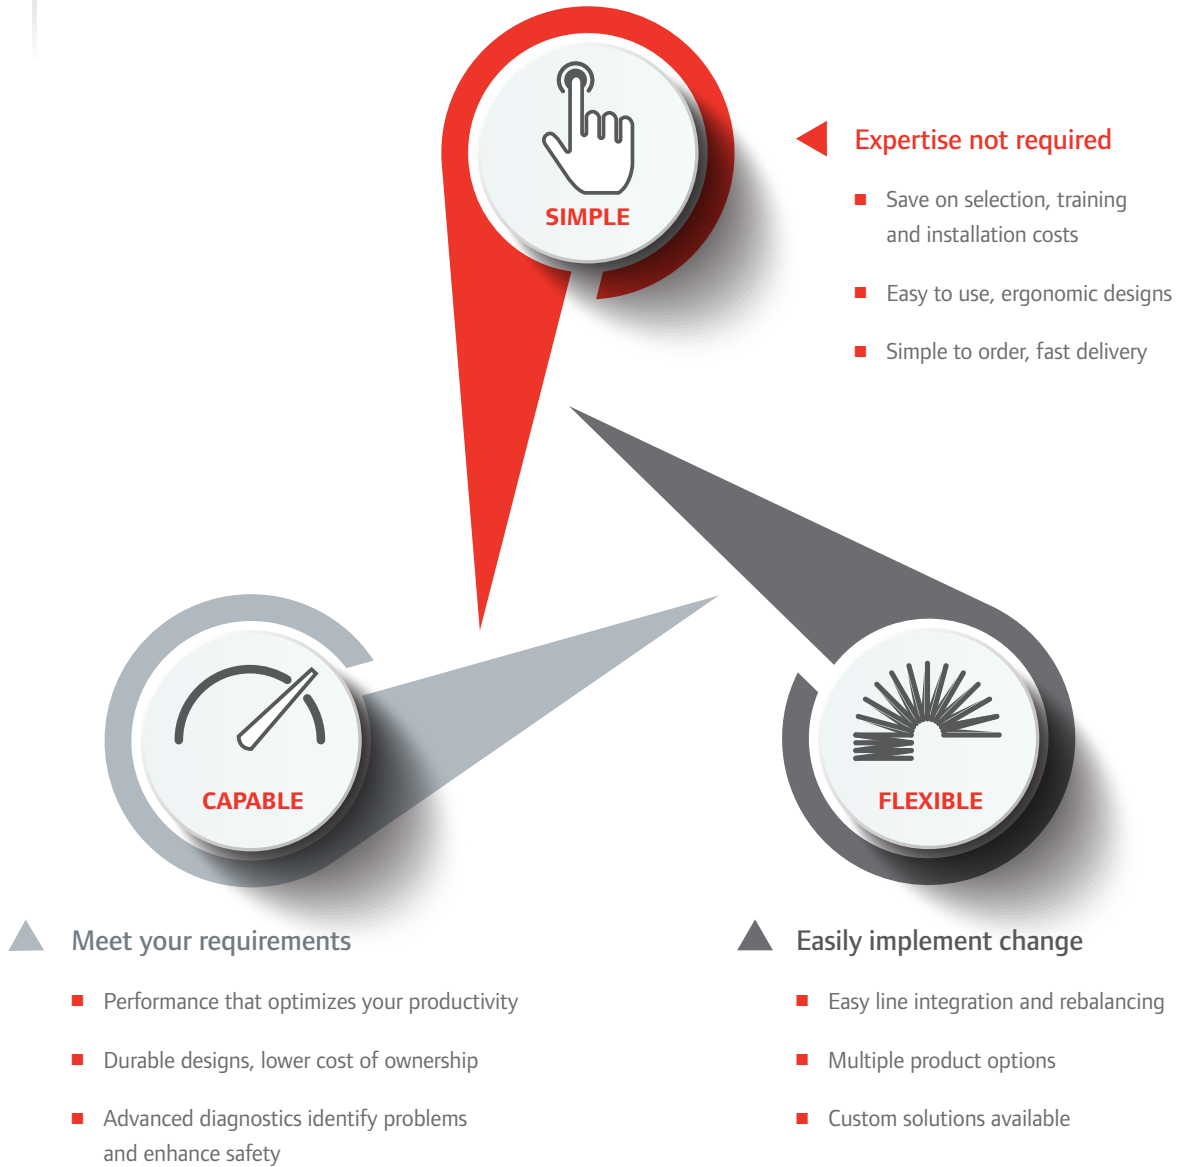 SIMPLE
Expertise not required
Save on selection, training
and installation costs
Easy to use, ergonomic designs
Simple to order, fast delivery
CAPABLE
FLEXIBLE
Meet your requirements
Performance that optimizes your productivity
Durable designs, lower cost of ownership
Advanced diagnostics identify problems
and enhance safety
Easily implement change
Easy line integration and rebalancing
Multiple product options
Custom solutions available